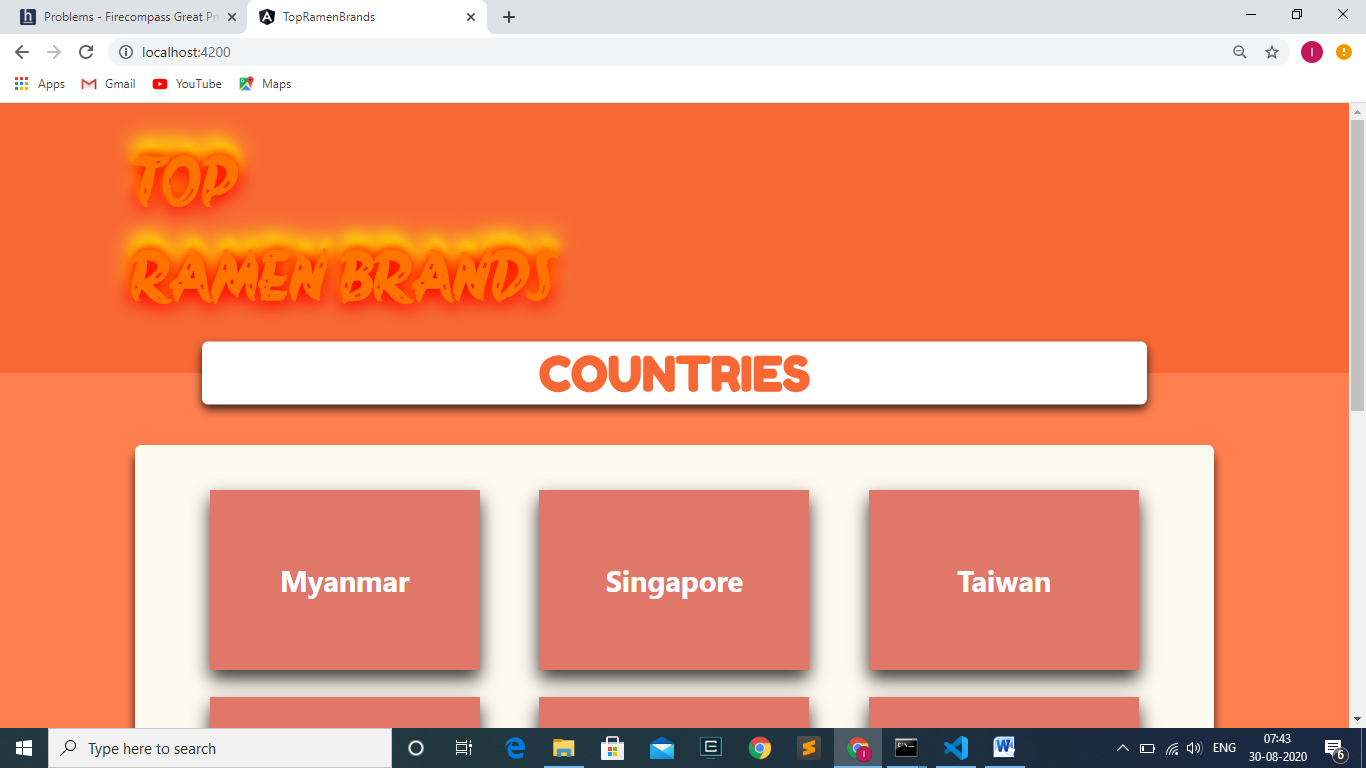 Problems - Firecompass Great Pr
TopRamenBrands
localhost:4200
I
Apps
Gmail
YouTube
Maps
TOP
RAMEN BRANDS
COUNTRIES
Myanmar
Singapore
Taiwan
Type here to search
ENG
07:43
30-08-2020
6